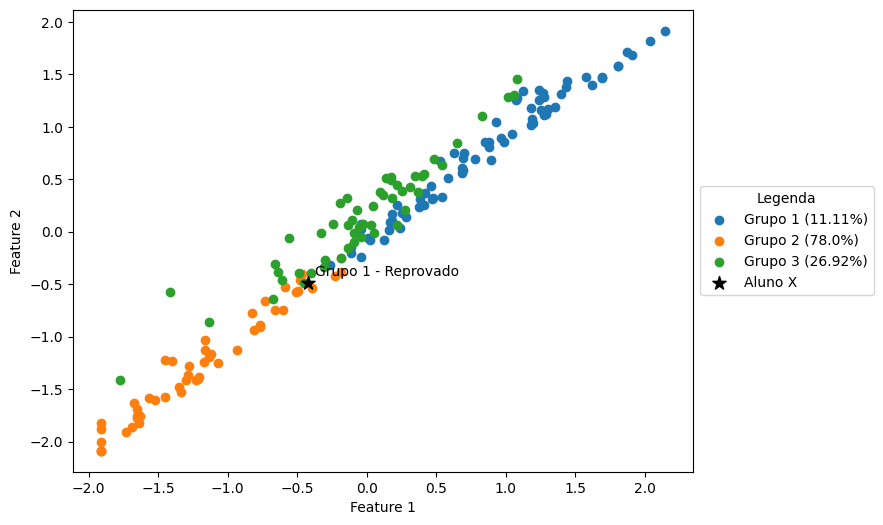 2.0
1.5
1.0
0.5
0.0
−0.5
−1.0
−1.5
−2.0
Feature 2
Grupo 1 - Reprovado
−2.0 −1.5 −1.0 −0.5 0.0 0.5 1.0 1.5 2.0
Feature 1
Legenda
Grupo 1 (11.11%)
Grupo 2 (78.0%)
Grupo 3 (26.92%)
Aluno X